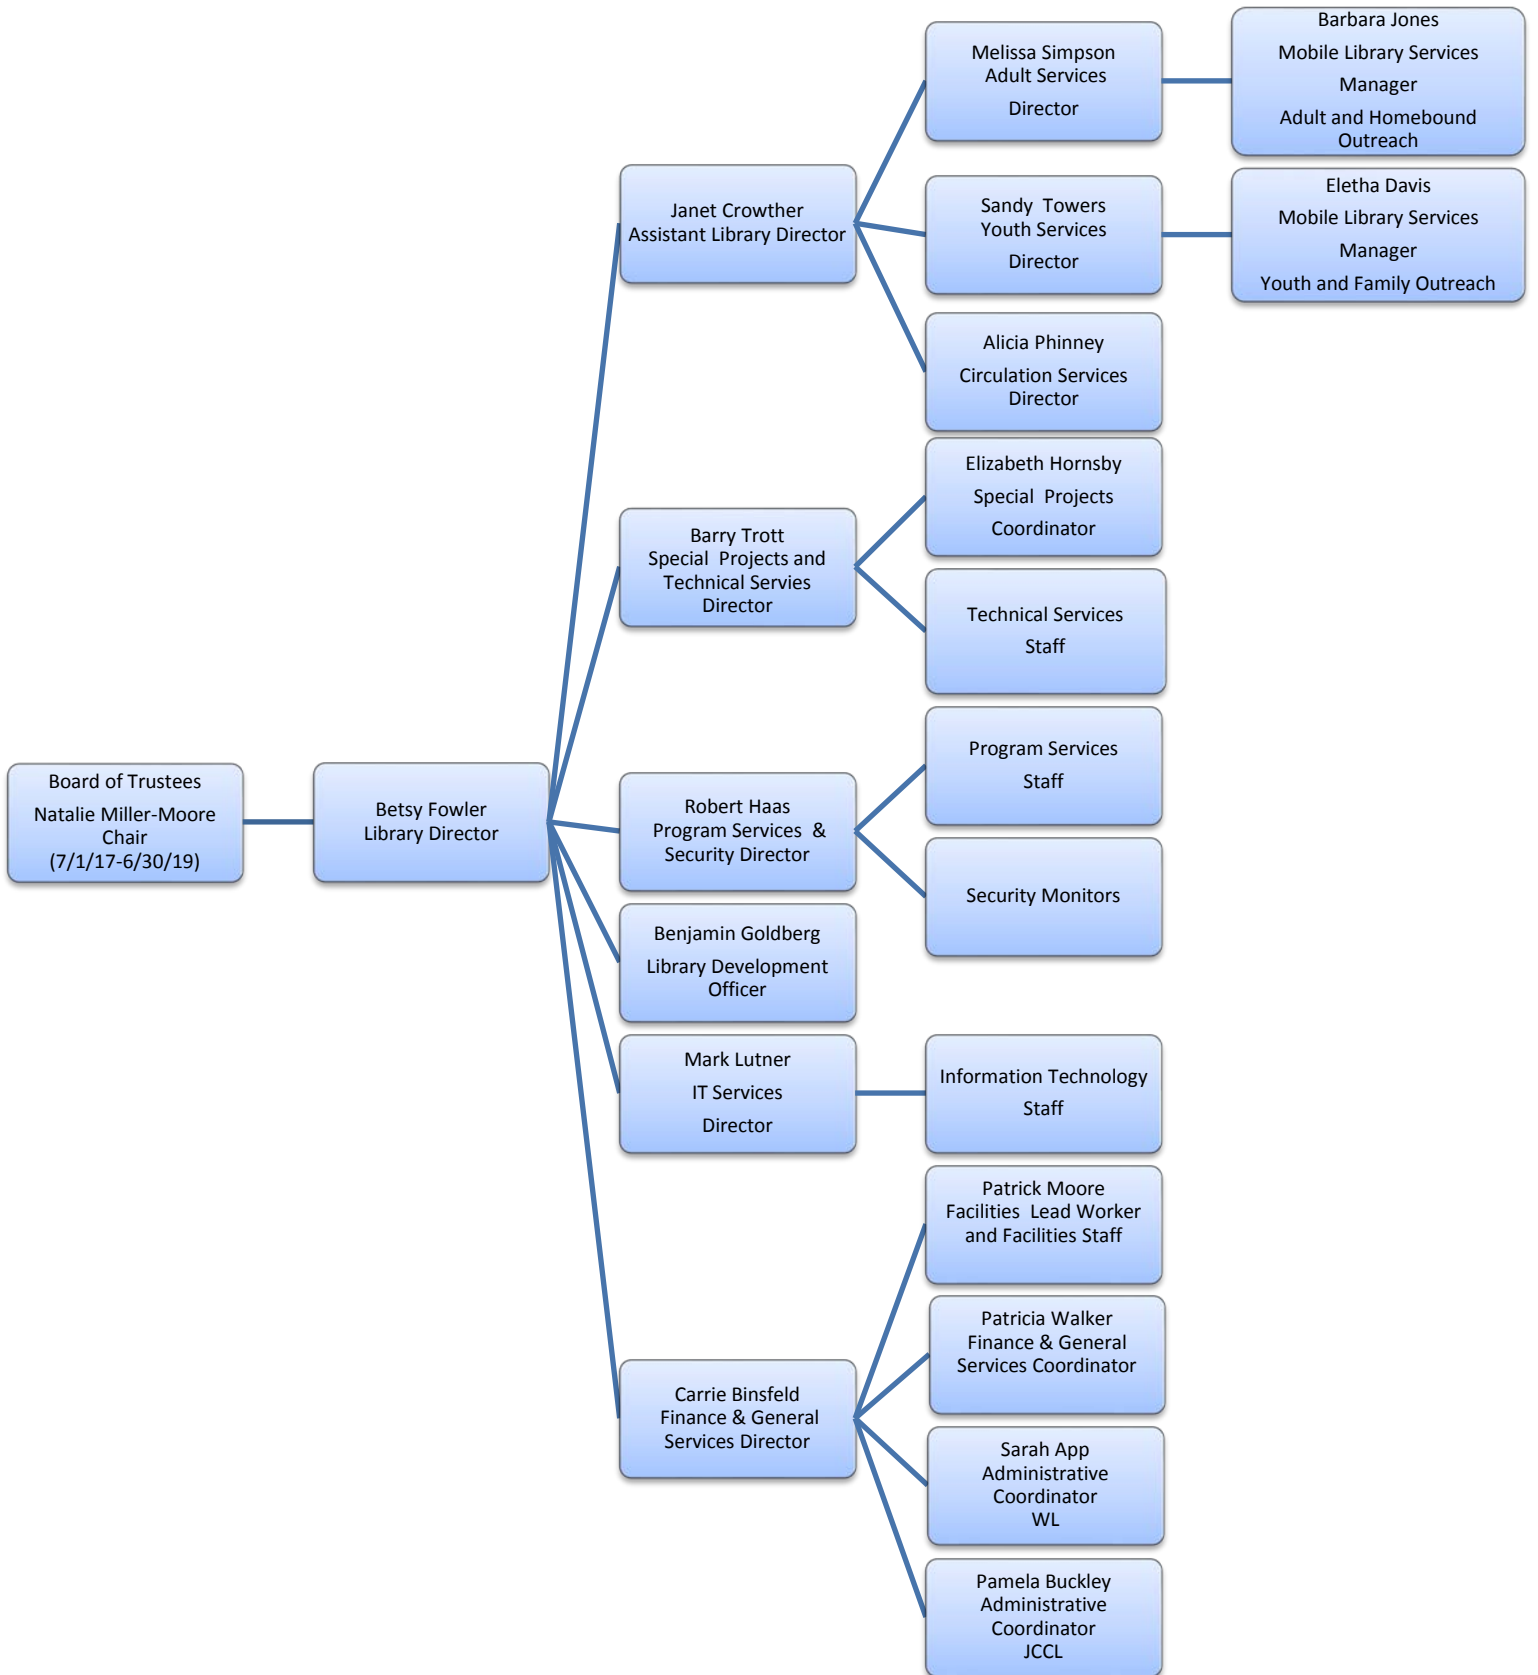 Board of Trustees
Natalie Miller-Moore
Chair
(7/1/17-6/30/19)
Betsy Fowler
Library Director
Janet Crowther
Assistant Library Director
Melissa Simpson
Adult Services
Director
Barbara Jones
Mobile Library Services
Manager
Adult and Homebound
Outreach
Sandy Towers
Youth Services
Director
Eletha Davis
Mobile Library Services
Manager
Youth and Family Outreach
Alicia Phinney
Circulation Services
Director
Barry Trott
Special Projects and
Technical Servies
Director
Elizabeth Hornsby
Special Projects
Coordinator
Technical Services
Staff
Robert Haas
Program Services &
Security Director
Program Services
Staff
Security Monitors
Benjamin Goldberg
Library Development
Officer
Mark Lutner
IT Services
Director
Information Technology
Staff
Carrie Binsfeld
Finance & General
Services Director
Patrick Moore
Facilities Lead Worker
and Facilities Staff
Patricia Walker
Finance & General
Services Coordinator
Sarah App
Administrative
Coordinator
WL
Pamela Buckley
Administrative
Coordinator
JCCL